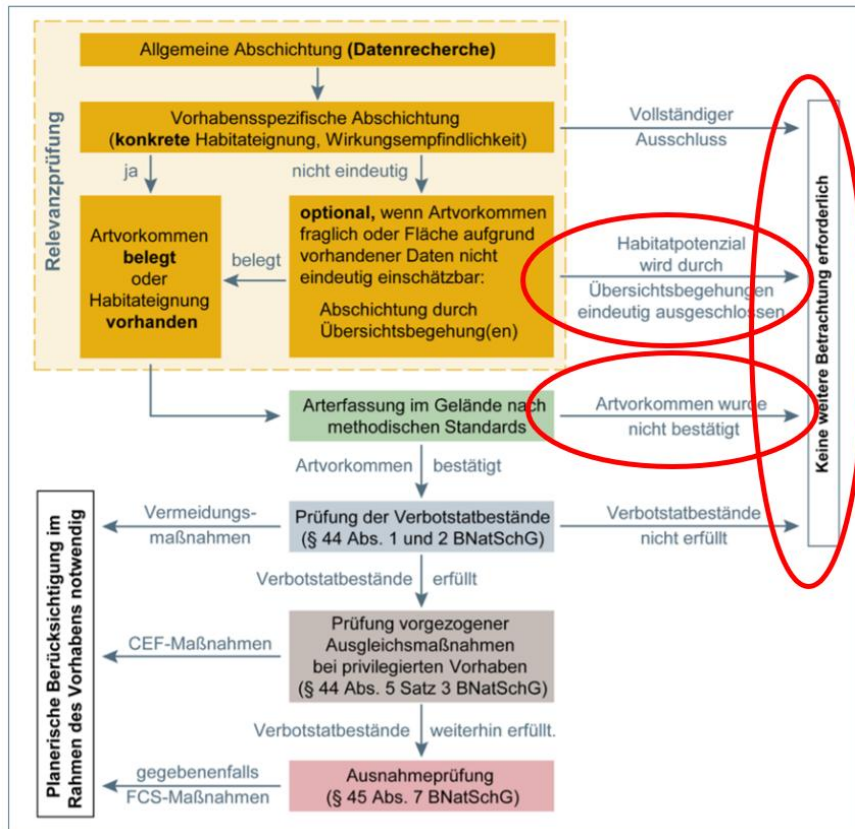 Allgemeine Abschichtung (Datenrecherche)
Vorhabensspezifische Abschichtung
(konkrete Habitateignung, Wirkungsempfindlichkeit)
Vollständiger
Ausschluss
Relevanzprüfung
ja
nicht eindeutig
Artvorkommen
belegt
oder
Habitateignung
vorhanden
belegt
optional, wenn Artvorkommen
fraglich oder Fläche aufgrund
vorhandener Daten nicht
eindeutig einschätzbar:
Abschichtung durch
Übersichtsbegehung(en)
Habitatpotenzial
wird durch
Übersichtsbegehungen
eindeutig ausgeschlossen
Keine weitere Betrachtung erforderlich
Arterfassung im Gelände nach
methodischen Standards
Artvorkommen wurde
nicht bestätigt
Artvorkommen bestätigt
Vermeidungs-
maßnahmen
Prüfung der Verbotstatbestände
(§ 44 Abs. 1 und 2 BNatSchG)
Verbotstatbestände
nicht erfüllt
Verbotstatbestände erfüllt
Planerische Berücksichtigung im
Rahmen des Vorhabens notwendig
CEF-Maßnahmen
Prüfung vorgezogener
Ausgleichsmaßnahmen
bei privilegierten Vorhaben
(§ 44 Abs. 5 Satz 3 BNatSchG)
Verbotstatbestände weiterhin erfüllt.
gegebenenfalls
FCS-Maßnahmen
Ausnahmeprüfung
(§ 45 Abs. 7 BNatSchG)